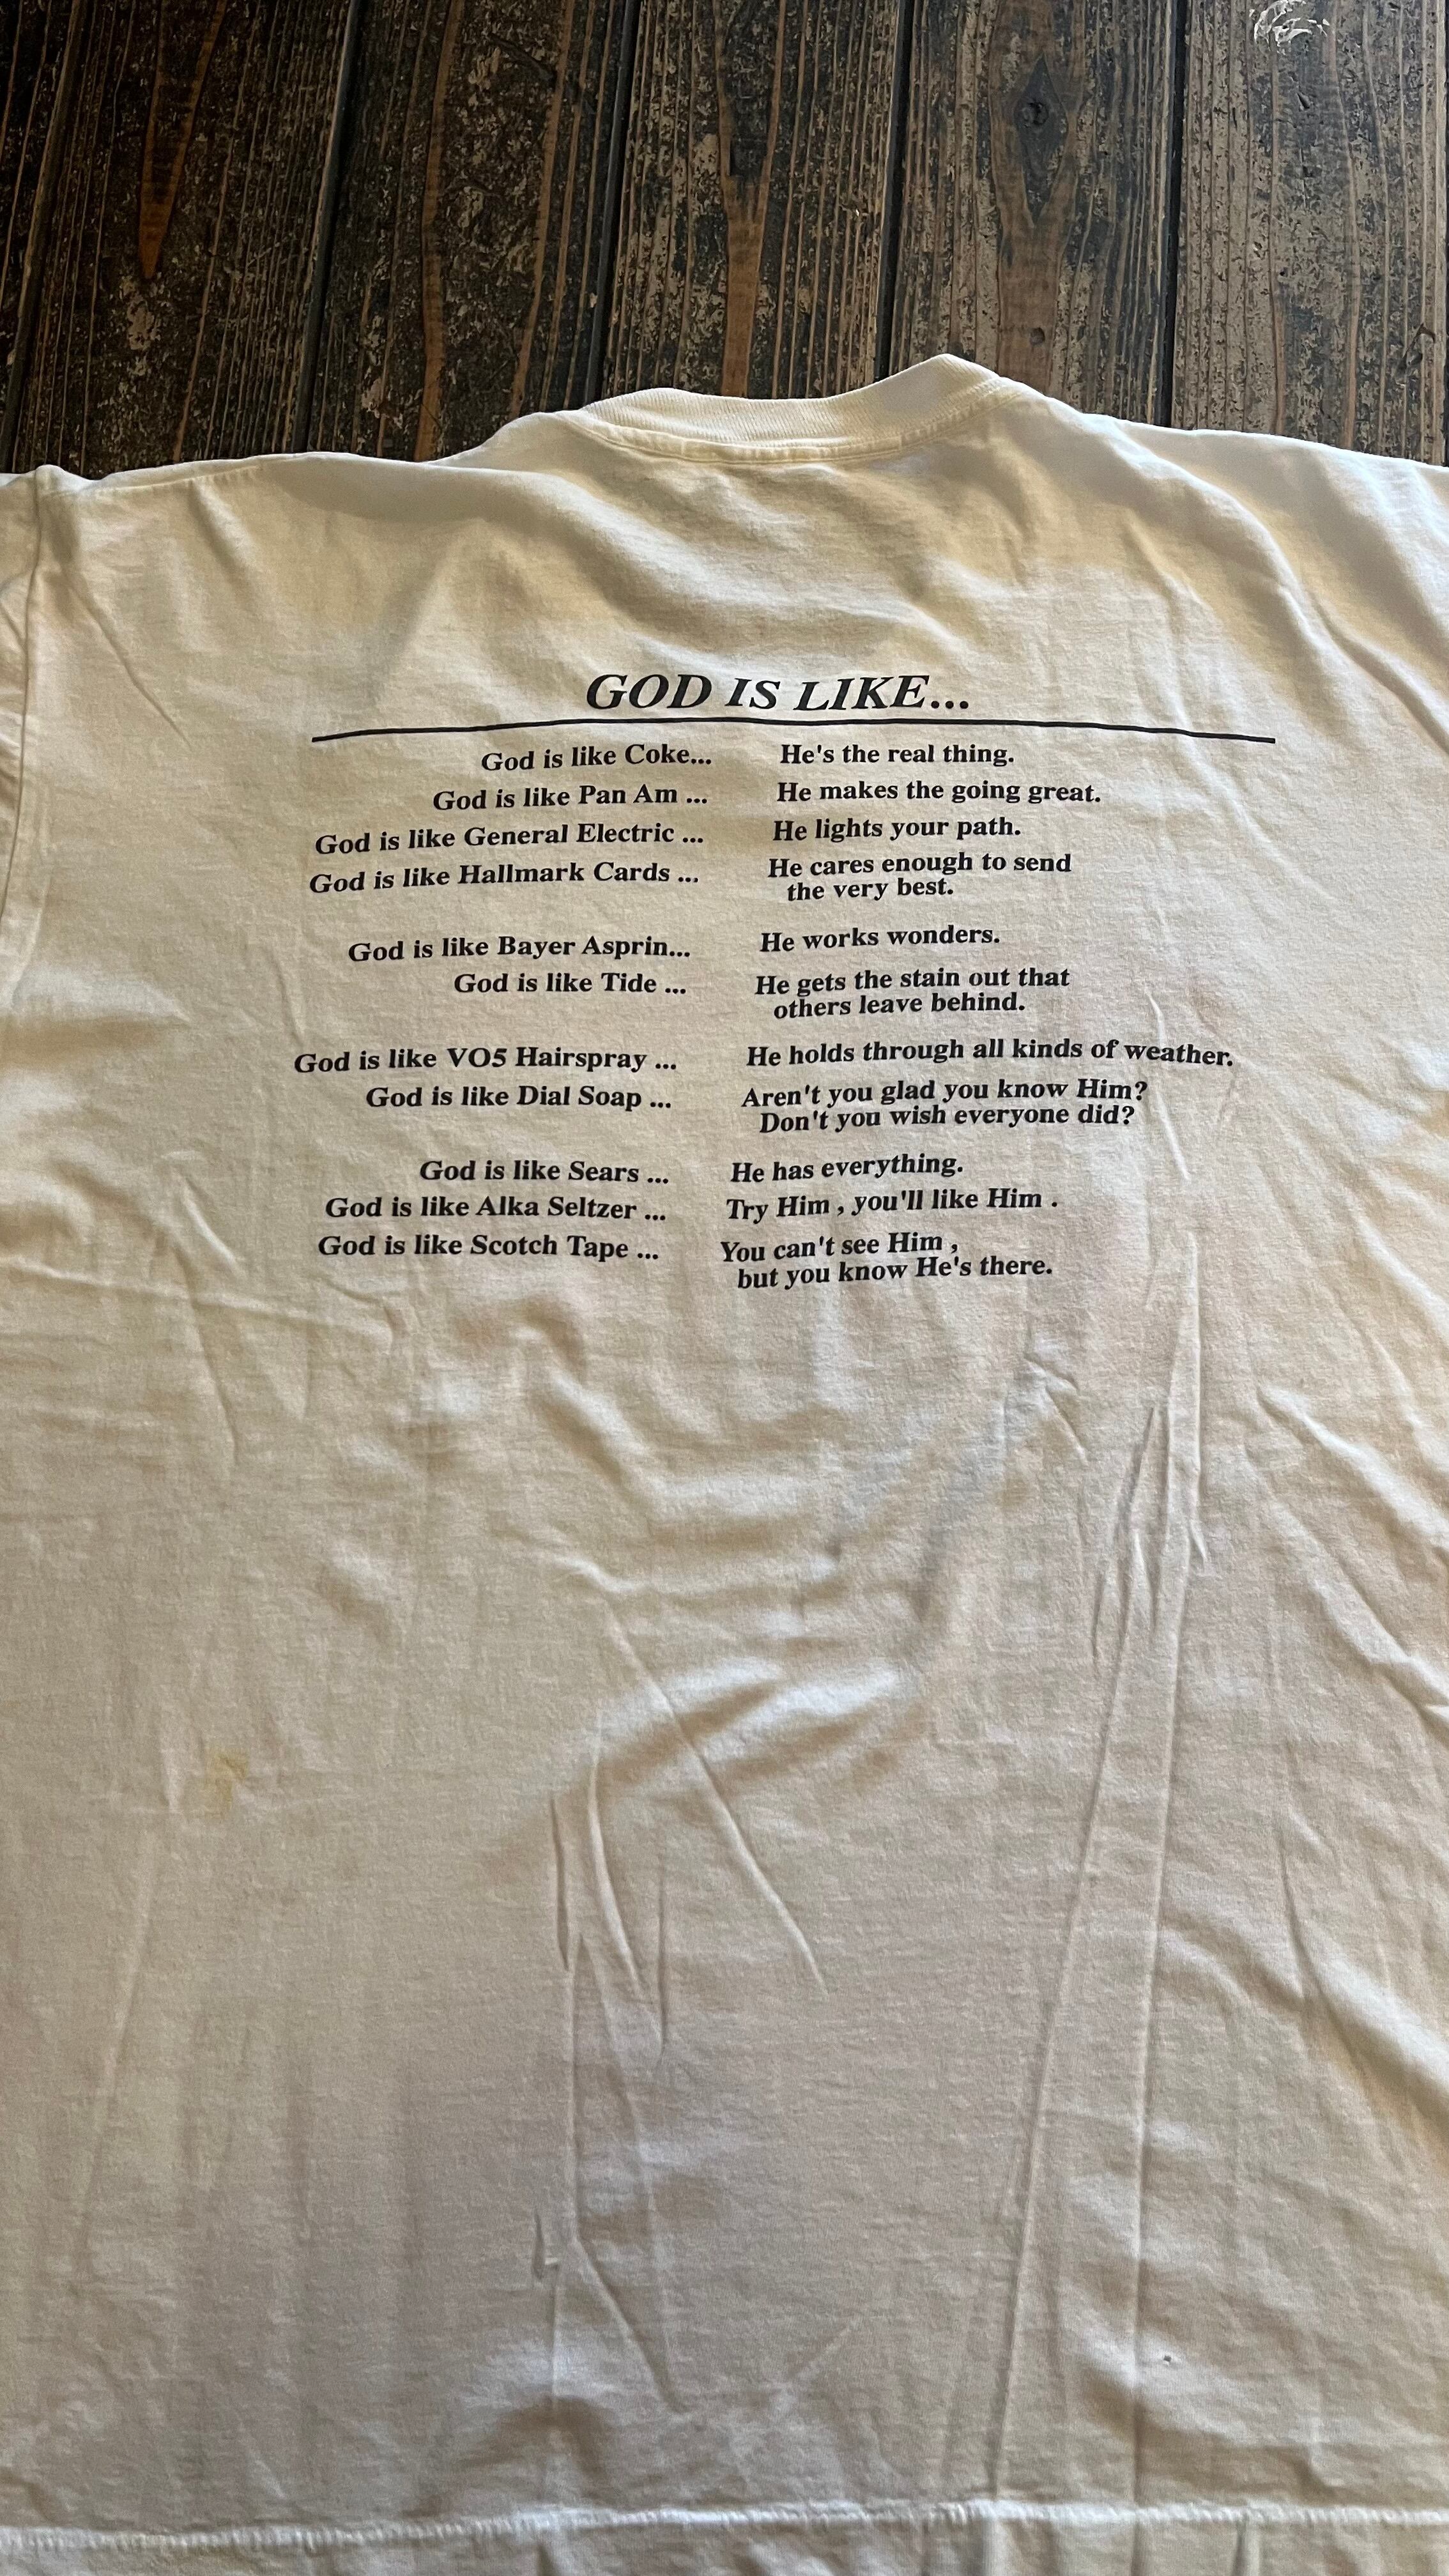 GOD IS LIKE...
God is like Coke... He's the real thing.
God is like Pan Am ... He makes the going great.
God is like General Electric ... He lights your path.
God is like Hallmark Cards ... He cares enough to send
the very best.
God is like Bayer Asprin... He works wonders.
God is like Tide ... He gets the stain out that
others leave behind.
God is like VO5 Hairspray ... He holds through all kinds of weather.
God is like Dial Soap ... Aren't you glad you know Him?
Don't you wish everyone did?
God is like Sears ... He has everything.
God is like Alka Seltzer ... Try Him , you'll like Him .
God is like Scotch Tape ... You can't see Him ,
but you know He's there.